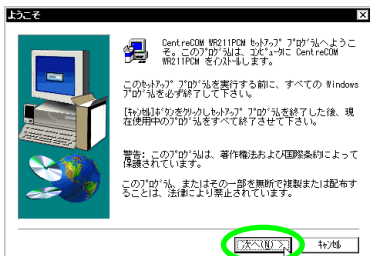 ようこそ
CentreCOM WR211PCM ｾｯﾄｱｯﾌﾟ ﾌﾟﾛｸﾞﾗﾑへようこ
そ。このﾌﾟﾛｸﾞﾗﾑは、ｺﾝﾋﾟｭｰﾀに CentreCOM
WR211PCM をｲﾝｽﾄｰﾙします。
このｾｯﾄｱｯﾌﾟ ﾌﾟﾛｸﾞﾗﾑを実行する前に、すべての Windows
ﾌﾟﾛｸﾞﾗﾑを必ず終了して下さい。
[ｷｬﾝｾﾙ]ﾎﾞﾀﾝをｸﾘｯｸしｾｯﾄｱｯﾌﾟ ﾌﾟﾛｸﾞﾗﾑを終了した後、現
在使用中のﾌﾟﾛｸﾞﾗﾑをすべて終了させて下さい。
警告: このﾌﾟﾛｸﾞﾗﾑは、著作権法および国際条約によって
保護されています。
このﾌﾟﾛｸﾞﾗﾑ、またはその一部を無断で複製または配布す
ることは、法律により禁止されています。
次へ(N) >
ｷｬﾝｾﾙ